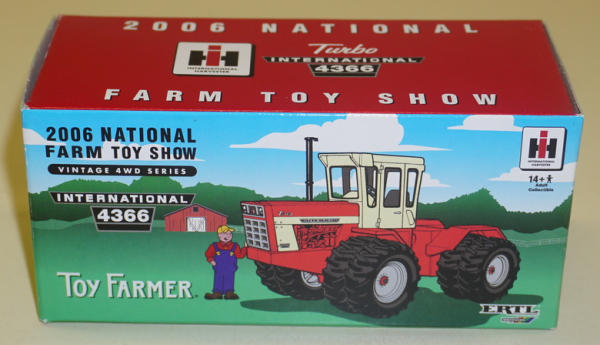 2006 NATIONAL
IH
INTERNATIONAL
HARVESTER
Turbo
INTERNATIONAL
4366
FARM TOY SHOW
2006 NATIONAL
FARM TOY SHOW
VINTAGE 4WD SERIES
INTERNATIONAL
4366
TOY FARMER
IH
INTERNATIONAL
HARVESTER
14+
Adult
Collectible
ERTL